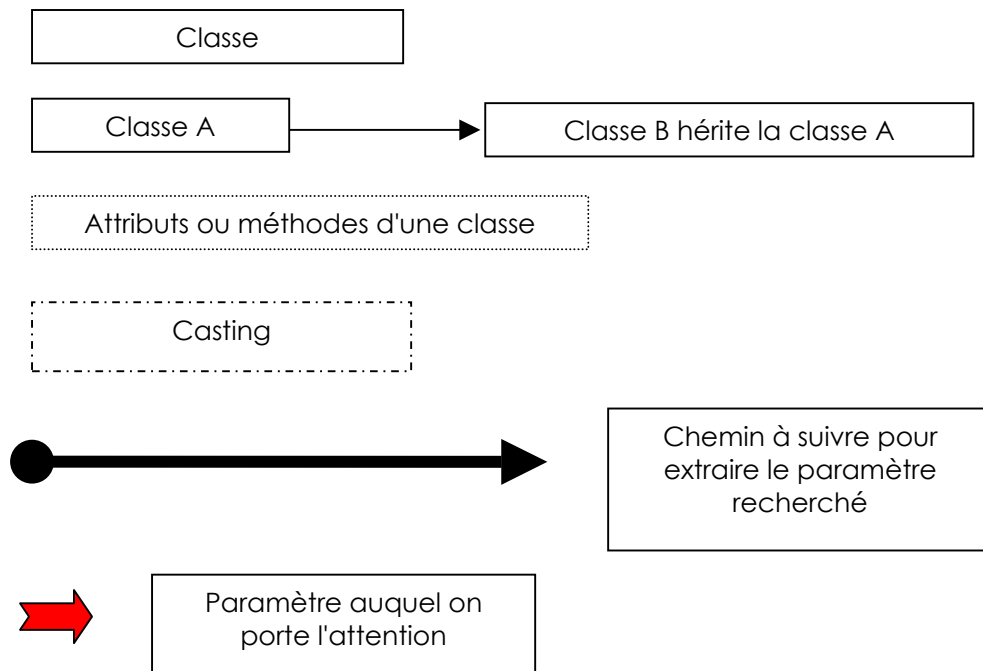 Classe
Classe A
Classe B hérite la classe A
Attributs ou méthodes d'une classe
Casting
Chemin à suivre pour
extraire le paramètre
recherché
Paramètre auquel on
porte l'attention